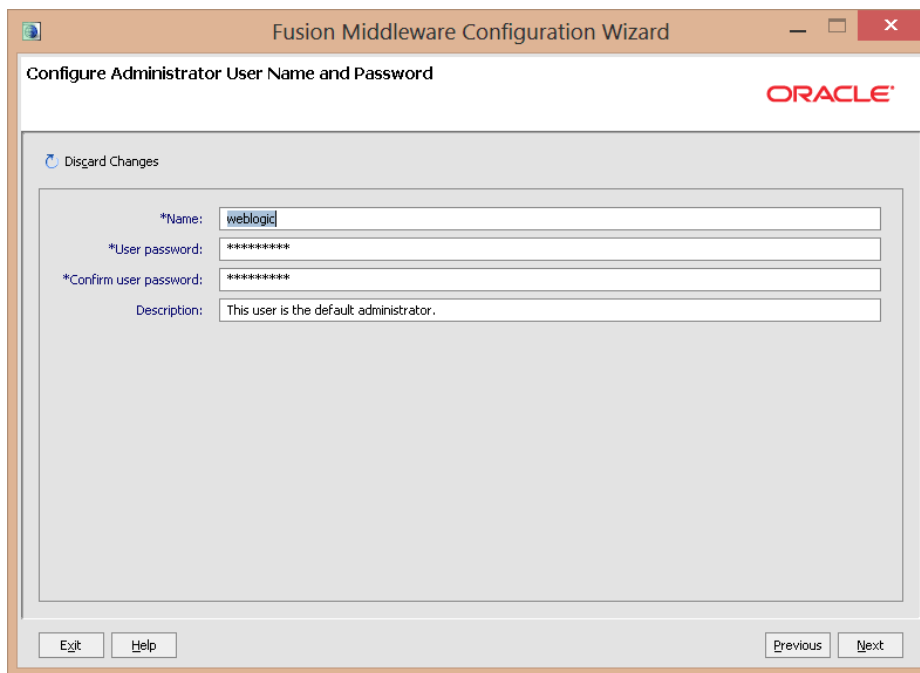 Fusion Middleware Configuration Wizard
Configure Administrator User Name and Password
ORACLE
Discard Changes
*Name: weblogic
*User password: *********
*Confirm user password: *********
Description: This user is the default administrator.
Exit Help Previous Next